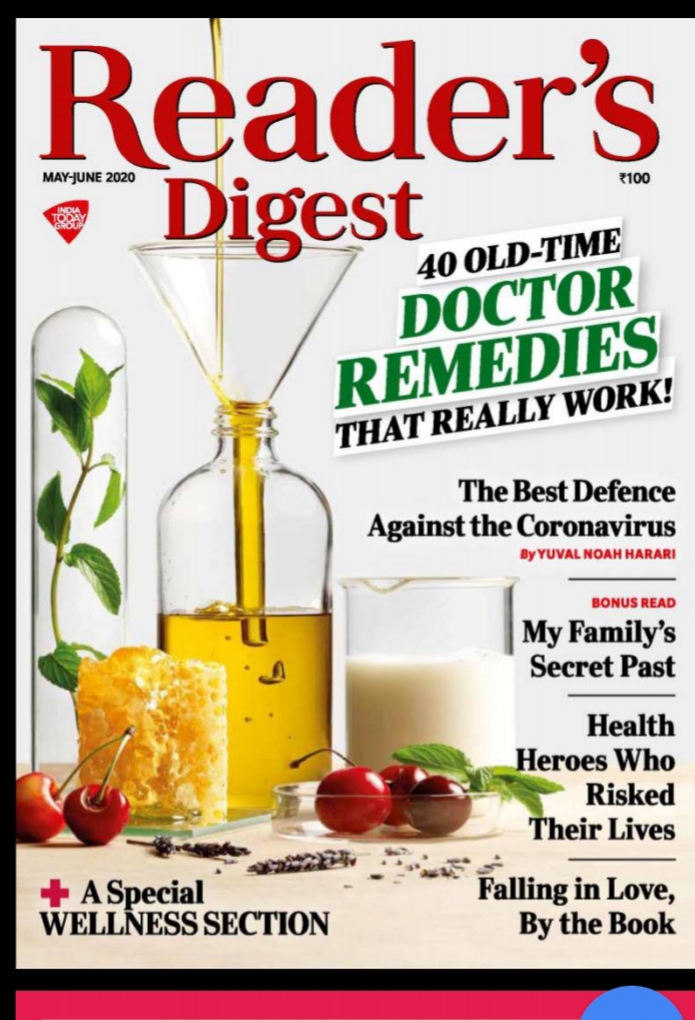 Reader's
Digest
MAY-JUNE 2020
₹100
INDIA
TODAY
GROUP
40 OLD-TIME
DOCTOR
REMEDIES
THAT REALLY WORK!
The Best Defence
Against the Coronavirus
By YUVAL NOAH HARARI
BONUS READ
My Family's
Secret Past
Health
Heroes Who
Risked
Their Lives
Falling in Love,
By the Book
+ A Special
WELLNESS SECTION